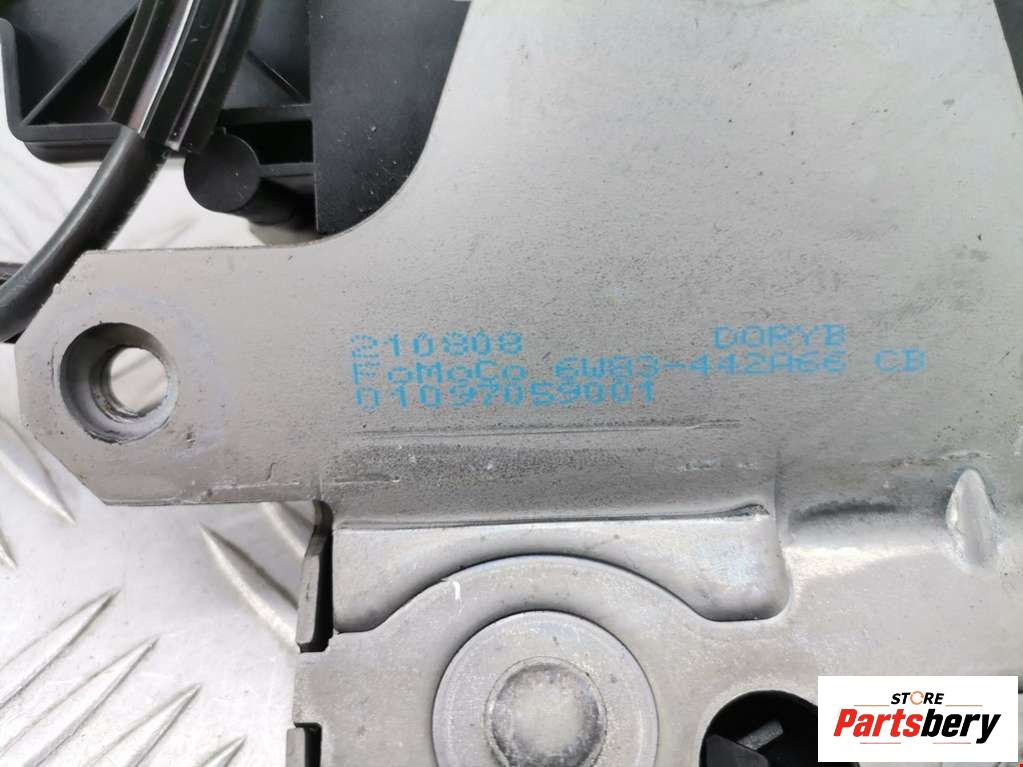 210808 DORYB
FoMoCo 6W83-442A66 CB
01097059001
STORE
Partsbery